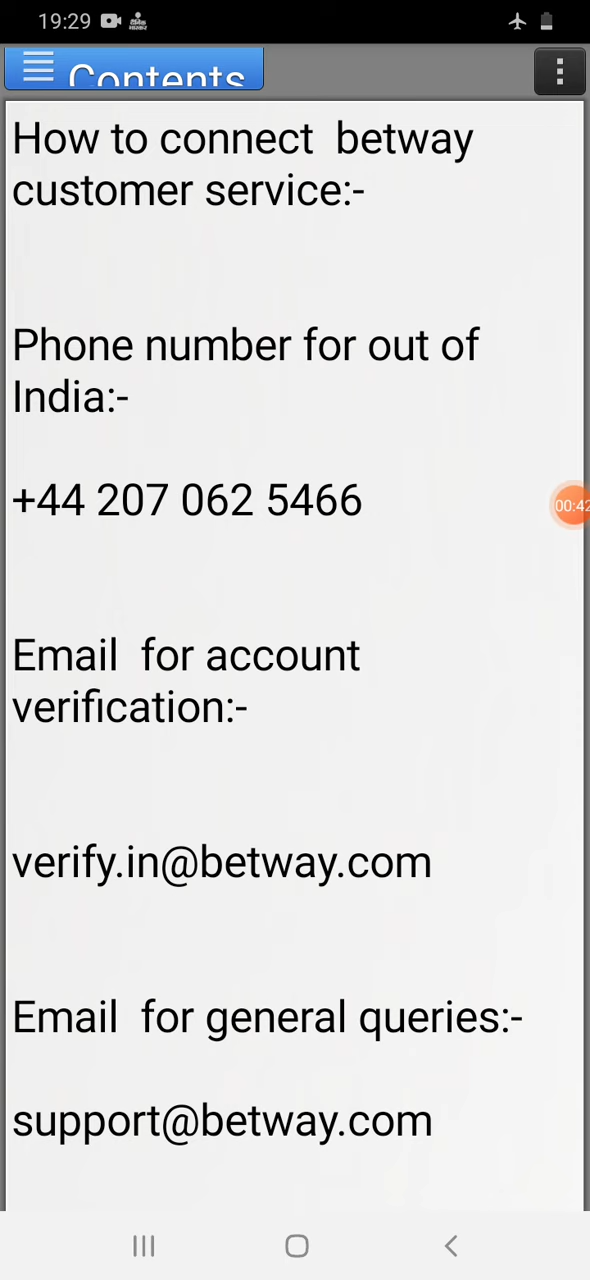 19:29
Contents
How to connect  betway
customer service:-
Phone number for out of
India:-
+44 207 062 5466
00:42
Email  for account
verification:-
verify.in@betway.com
Email  for general queries:-
support@betway.com